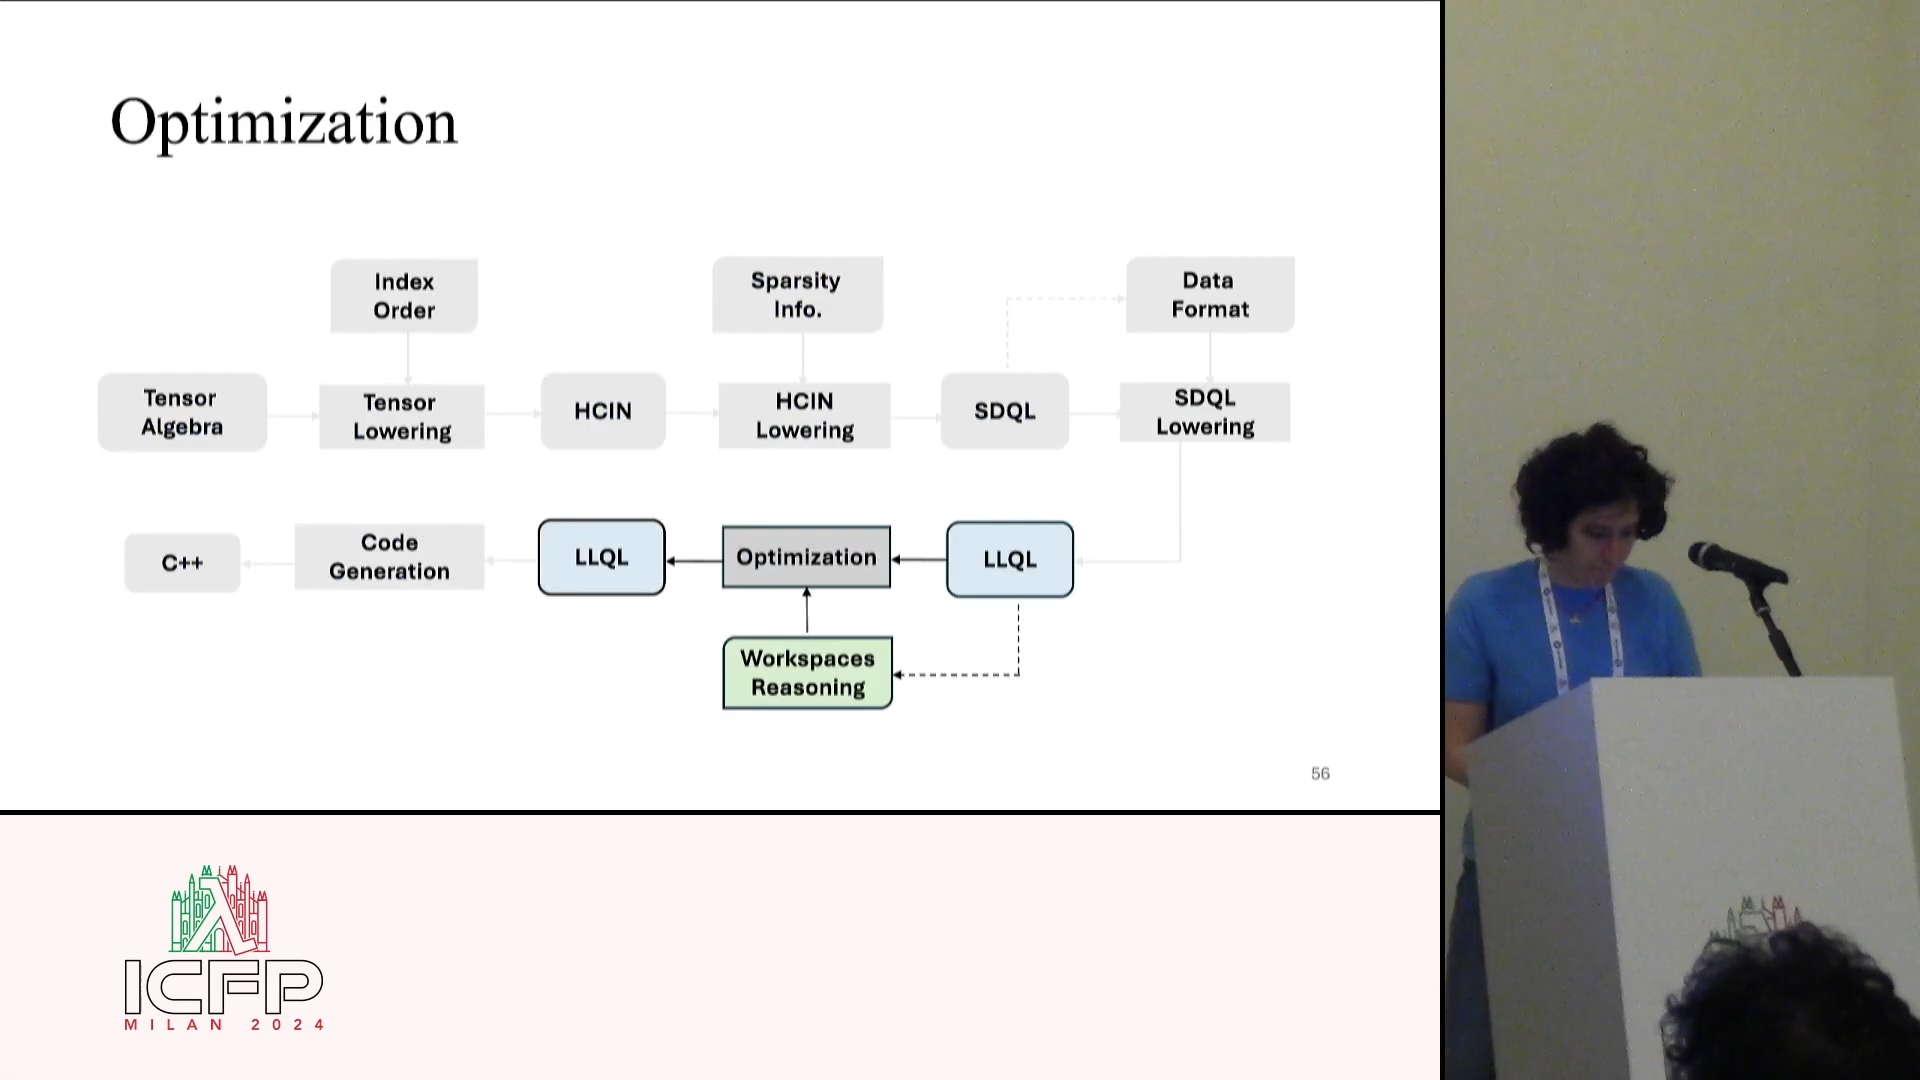 Optimization
Index
Order
Sparsity
Info.
Data
Format
Tensor
Algebra
Tensor
Lowering
HCIN
HCIN
Lowering
SDQL
SDQL
Lowering
C++
Code
Generation
LLQL
Optimization
LLQL
Workspaces
Reasoning
56
ICFP
MILAN 2024